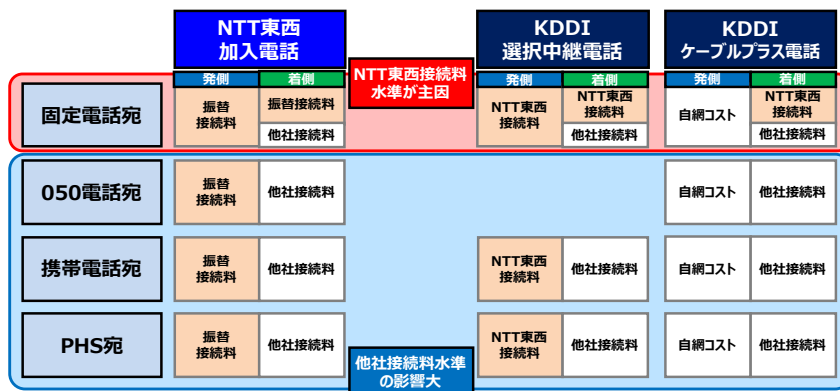 NTT東西
加入電話
KDDI
選択中継電話
KDDI
ケーブルプラス電話
発側
着側
NTT東西接続料
水準が主因
発側
着側
発側
着側
固定電話宛
振替
接続料
振替接続料
他社接続料
NTT東西
接続料
NTT東西
接続料
他社接続料
自網コスト
NTT東西
接続料
他社接続料
050電話宛
振替
接続料
他社接続料
自網コスト
他社接続料
携帯電話宛
振替
接続料
他社接続料
NTT東西
接続料
他社接続料
自網コスト
他社接続料
PHS宛
振替
接続料
他社接続料
NTT東西
接続料
他社接続料
自網コスト
他社接続料
他社接続料水準
の影響大